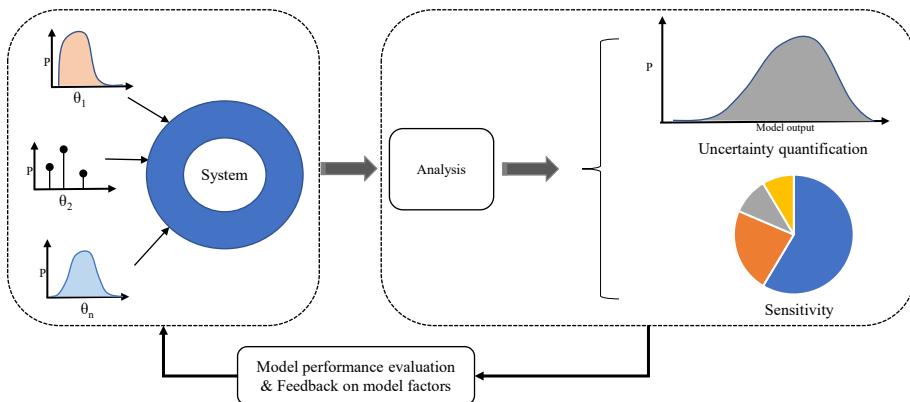 P
θ1
P
θ2
P
θn
System
Analysis
P
Model output
Uncertainty quantification
Sensitivity
Model performance evaluation
& Feedback on model factors